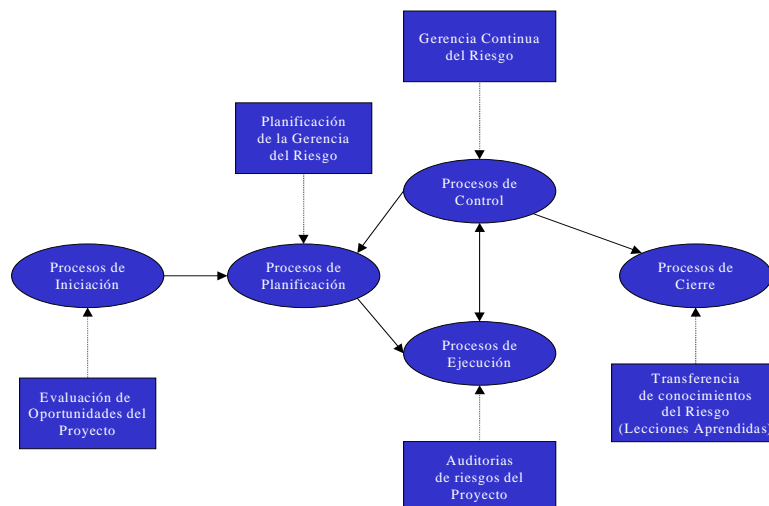 Gerencia Continua
del Riesgo
Planificación
de la Gerencia
del Riesgo
Procesos de
Control
Procesos de
Iniciación
Procesos de
Planificación
Procesos de
Cierre
Procesos de
Ejecución
Evaluación de
Oportunidades del
Proyecto
Transferencia
de conocimientos
del Riesgo
(Lecciones Aprendidas)
Auditorias
de riesgos del
Proyecto